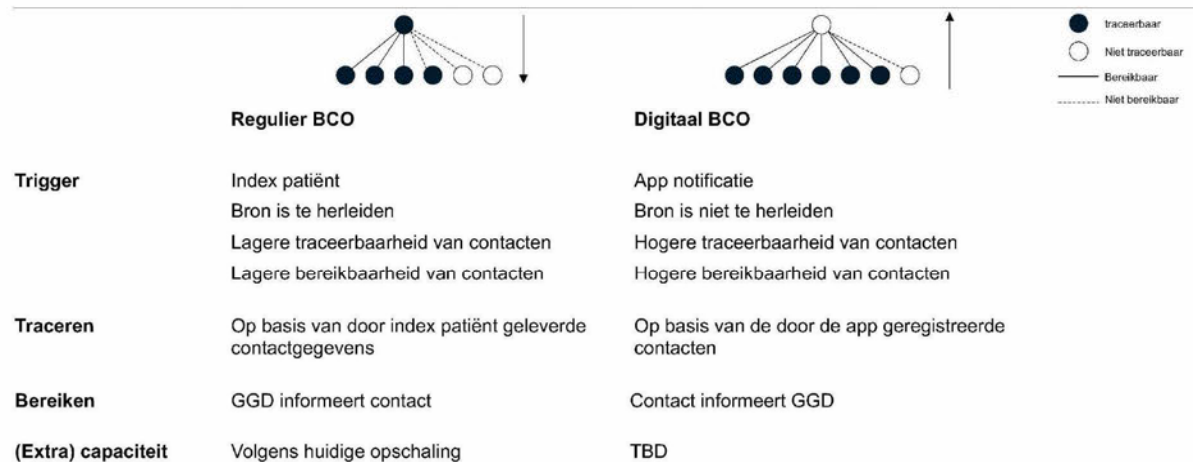 traceerbaar
Niet traceerbaar
Bereikbaar
Niet bereikbaar
Regulier BCO
Digitaal BCO
Trigger
Index patiënt
App notificatie
Bron is te herleiden
Bron is niet te herleiden
Lagere traceerbaarheid van contacten
Hogere traceerbaarheid van contacten
Lagere bereikbaarheid van contacten
Hogere bereikbaarheid van contacten
Traceren
Op basis van door index patiënt geleverde
contactgegevens
Op basis van de door de app geregistreerde
contacten
Bereiken
GGD informeert contact
Contact informeert GGD
(Extra) capaciteit
Volgens huidige opschaling
TBD